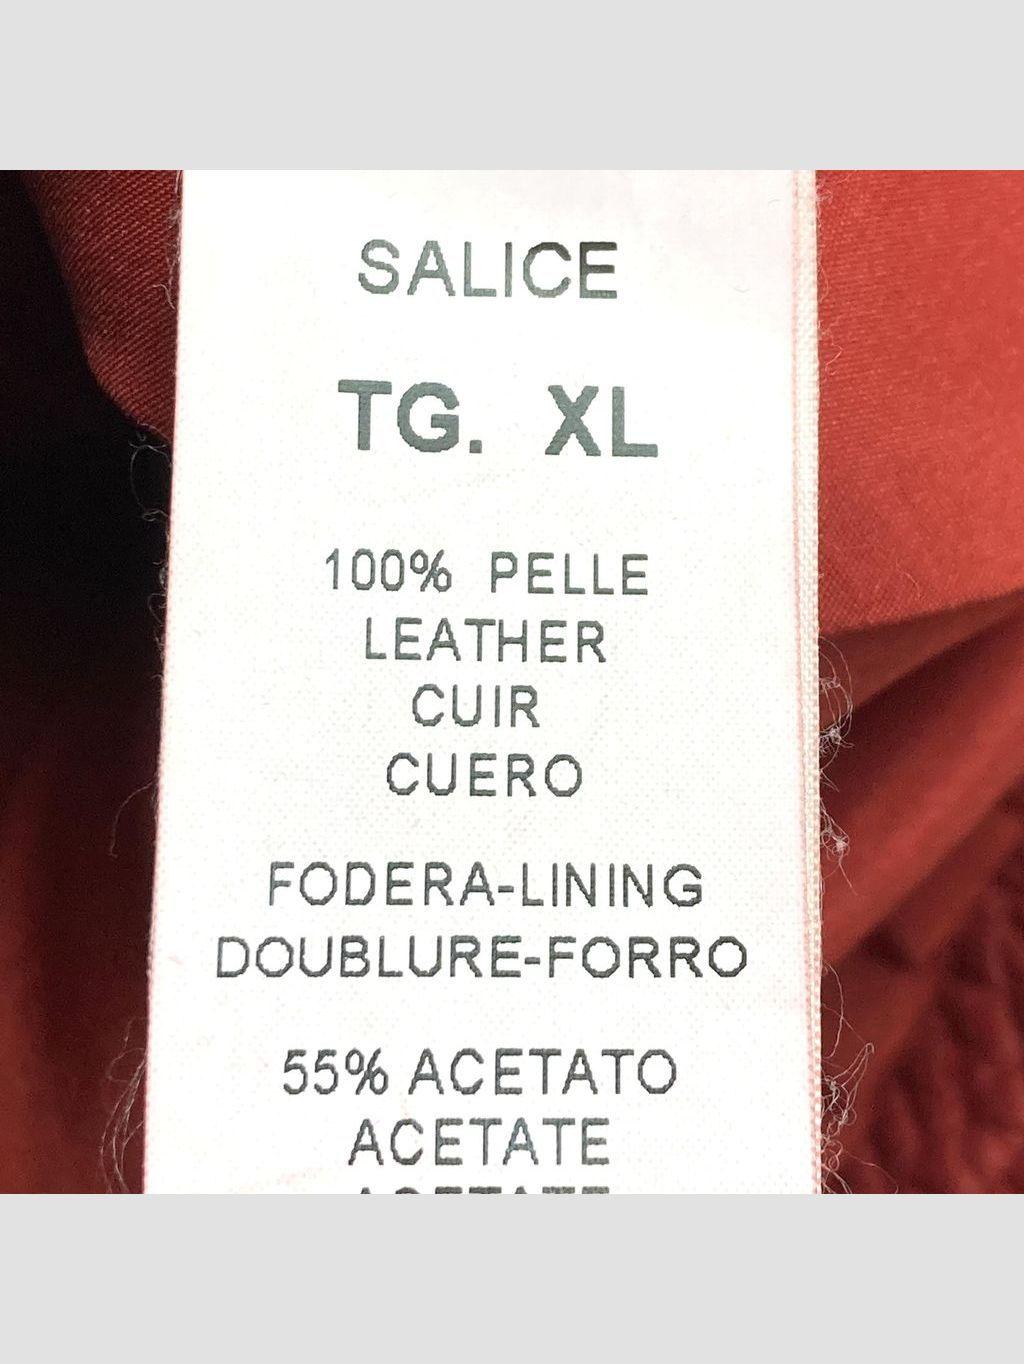 SALICE
TG. XL
100% PELLE
LEATHER
CUIR
CUERO
FODERA-LINING
DOUBLURE-FORRO
55% ACETATO
ACETATE